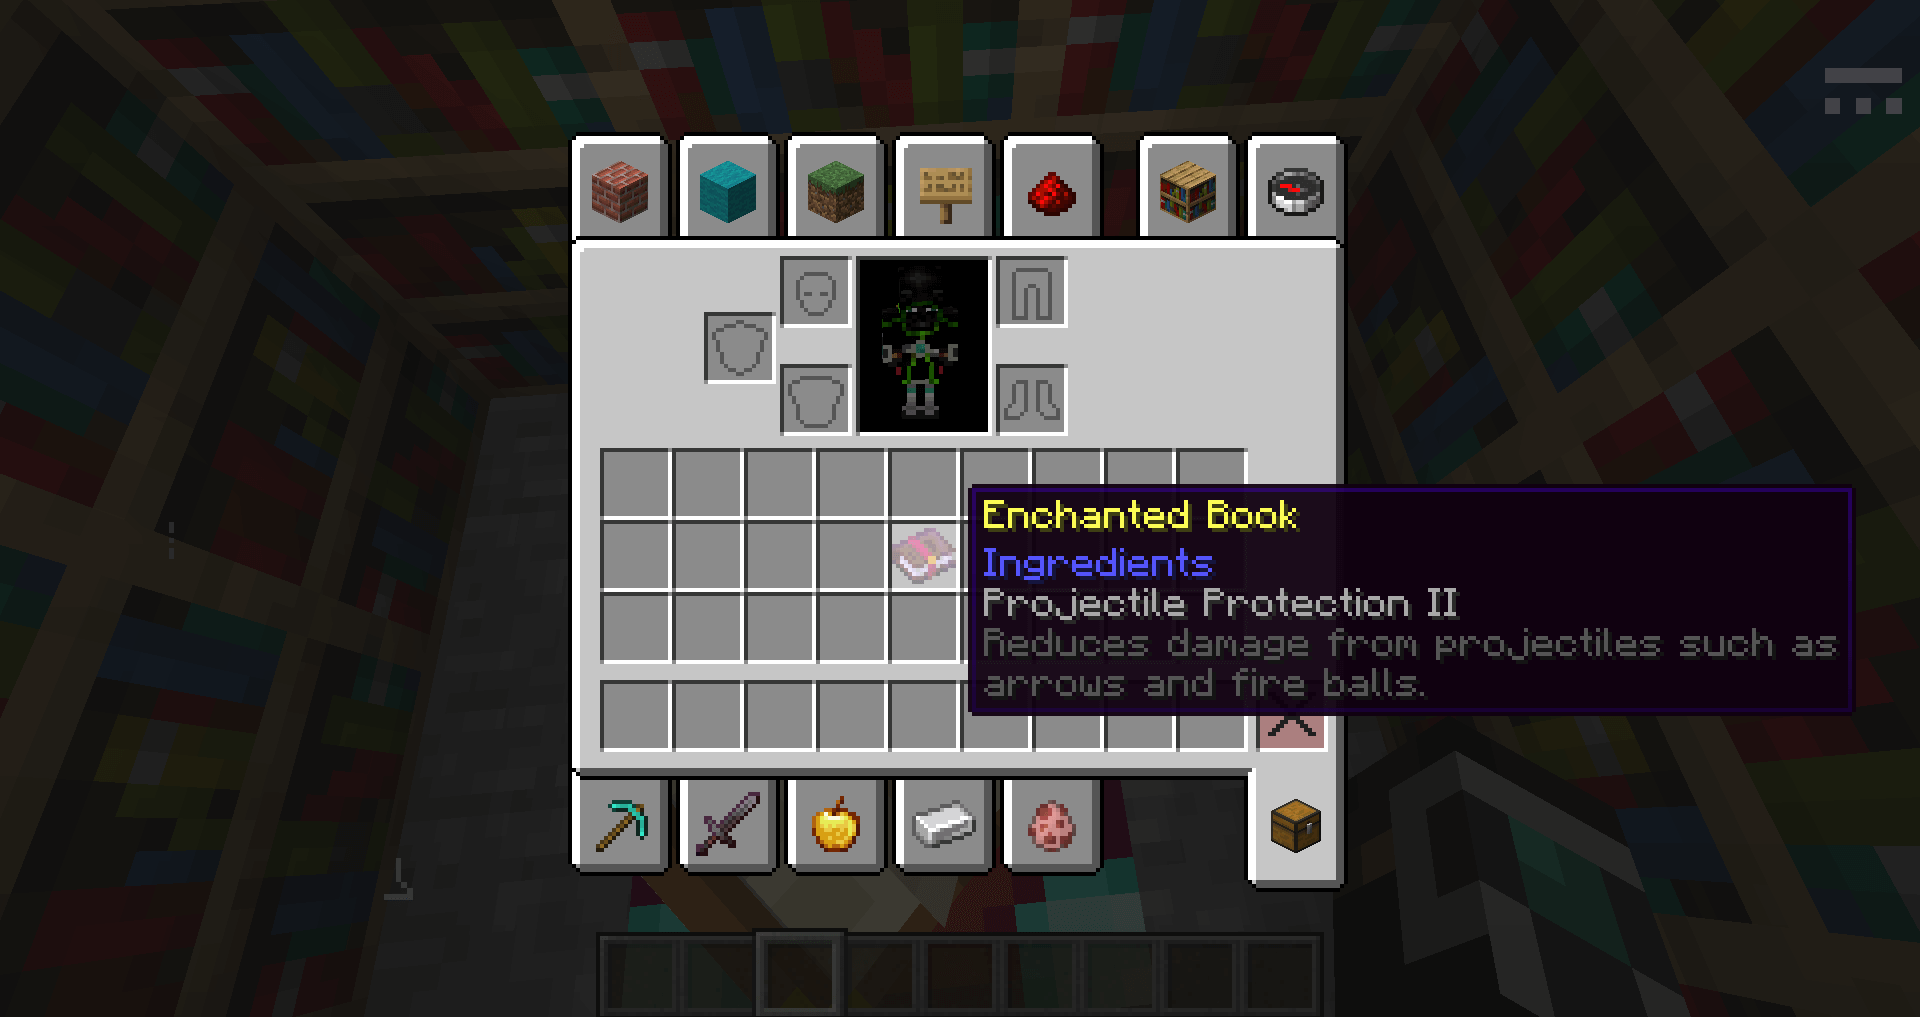 Enchanted Book
Ingredients
Projectile Protection II
Reduces damage from projectiles such as
arrows and fire balls.